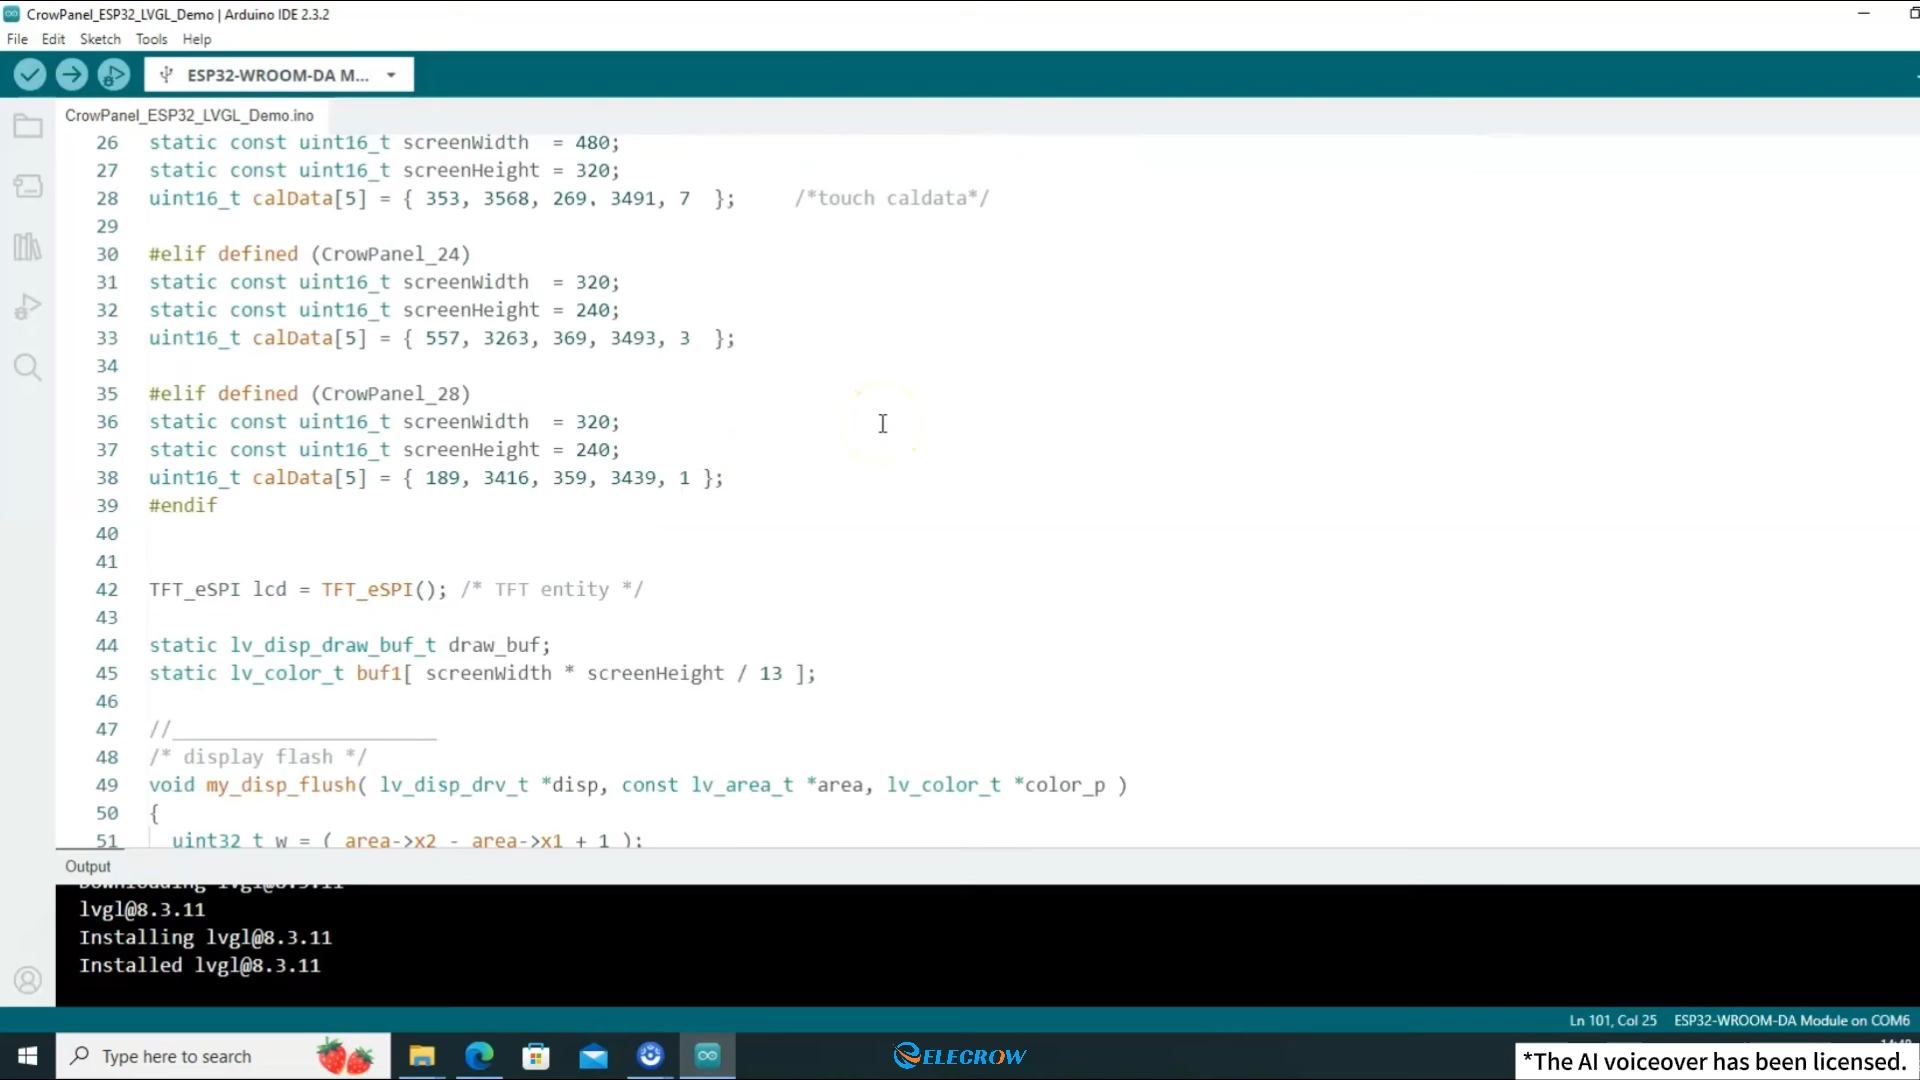 CrowPanel_ESP32_LVGL_Demo | Arduino IDE 2.3.2
File Edit Sketch Tools Help
ESP32-WROOM-DA M...
CrowPanel_ESP32_LVGL_Demo.ino
26 static const uint16_t screenWidth = 480;
27 static const uint16_t screenHeight = 320;
28 uint16_t calData[5] = { 353, 3568, 269, 3491, 7 }; /*touch caldata*/
29
30 #elif defined (CrowPanel_24)
31 static const uint16_t screenWidth = 320;
32 static const uint16_t screenHeight = 240;
33 uint16_t calData[5] = { 557, 3263, 369, 3493, 3 };
34
35 #elif defined (CrowPanel_28)
36 static const uint16_t screenWidth = 320;
37 static const uint16_t screenHeight = 240;
38 uint16_t calData[5] = { 189, 3416, 359, 3439, 1 };
39 #endif
40
41
42 TFT_eSPI lcd = TFT_eSPI(); /* TFT entity */
43
44 static lv_disp_draw_buf_t draw_buf;
45 static lv_color_t buf1[ screenWidth * screenHeight / 13 ];
46
47 //_______________________
48 /* display flash */
49 void my_disp_flush( lv_disp_drv_t *disp, const lv_area_t *area, lv_color_t *color_p )
50 {
51 uint32_t w = ( area->x2 - area->x1 + 1 );
Output
Downloading lvgl@8.3.11
lvgl@8.3.11
Installing lvgl@8.3.11
Installed lvgl@8.3.11
Ln 101, Col 25 ESP32-WROOM-DA Module on COM6
Type here to search
ELECROW
*The AI voiceover has been licensed.